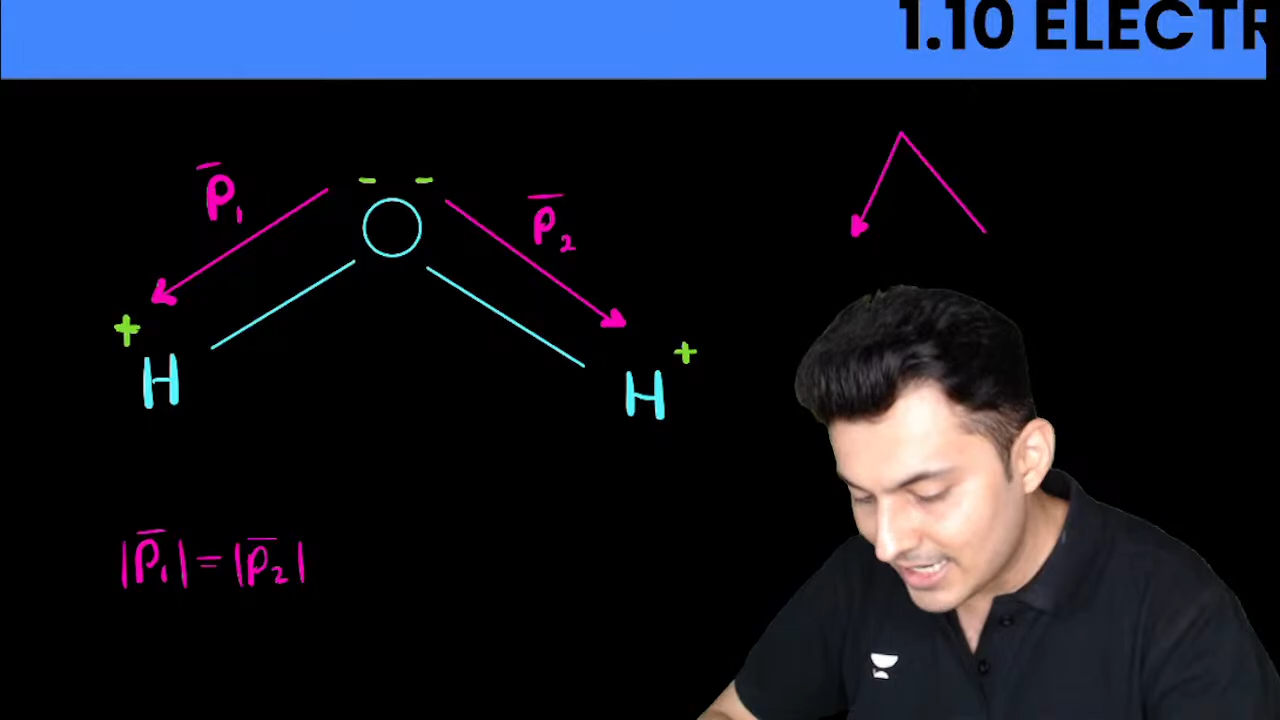 1.10 ELECTR
p̅₁
- -
p̅₂
+
H
+
H
|p̅₁| = |p̅₂|